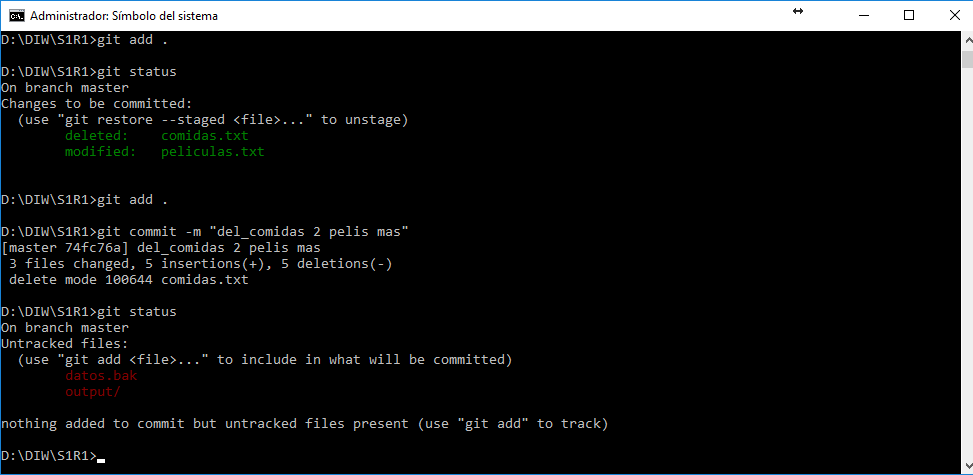 Administrador: Símbolo del sistema
D:\DIW\S1R1>git add .
D:\DIW\S1R1>git status
On branch master
Changes to be committed:
  (use "git restore --staged <file>..." to unstage)
        deleted:    comidas.txt
        modified:   peliculas.txt
D:\DIW\S1R1>git add .
D:\DIW\S1R1>git commit -m "del_comidas 2 pelis mas"
[master 74fc76a] del_comidas 2 pelis mas
 3 files changed, 5 insertions(+), 5 deletions(-)
 delete mode 100644 comidas.txt
D:\DIW\S1R1>git status
On branch master
Untracked files:
  (use "git add <file>..." to include in what will be committed)
        datos.bak
        output/
nothing added to commit but untracked files present (use "git add" to track)
D:\DIW\S1R1>